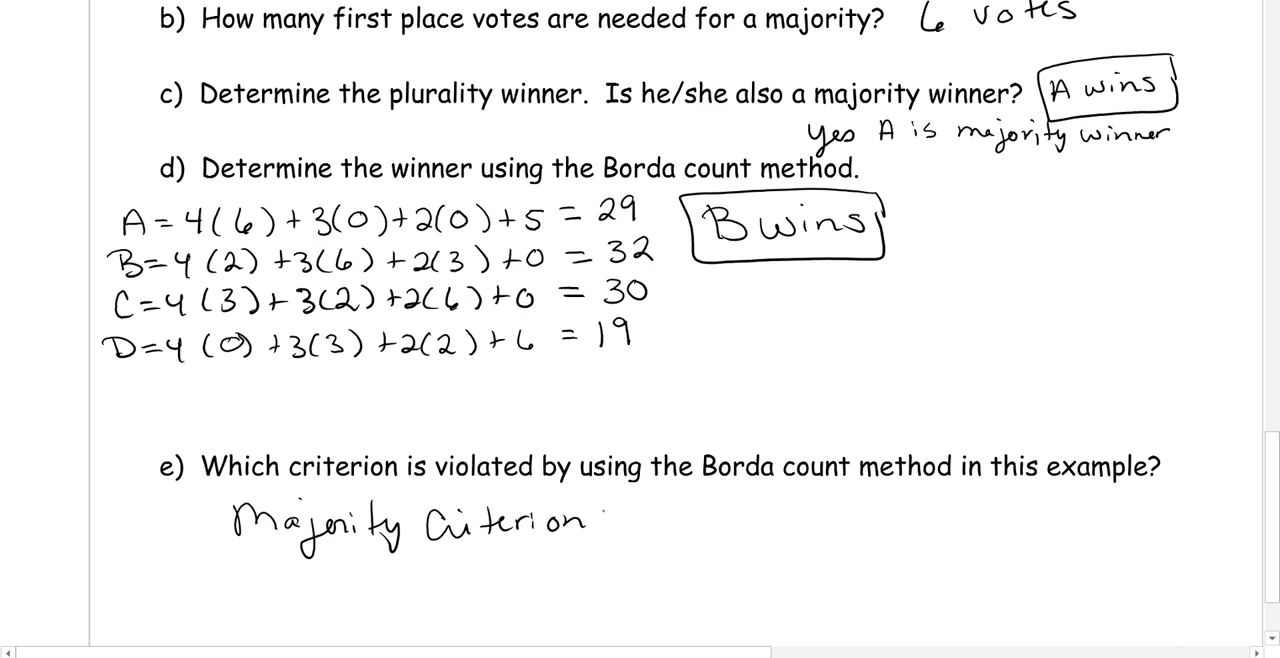 b) How many first place votes are needed for a majority? 6 votes
c) Determine the plurality winner. Is he/she also a majority winner? A wins
yes A is majority winner
d) Determine the winner using the Borda count method.
A = 4(6) + 3(0) + 2(0) + 5 = 29
B wins
B = 4(2) + 3(6) + 2(3) + 0 = 32
C = 4(3) + 3(2) + 2(6) + 0 = 30
D = 4(0) + 3(3) + 2(2) + 6 = 19
e) Which criterion is violated by using the Borda count method in this example?
Majority Criterion